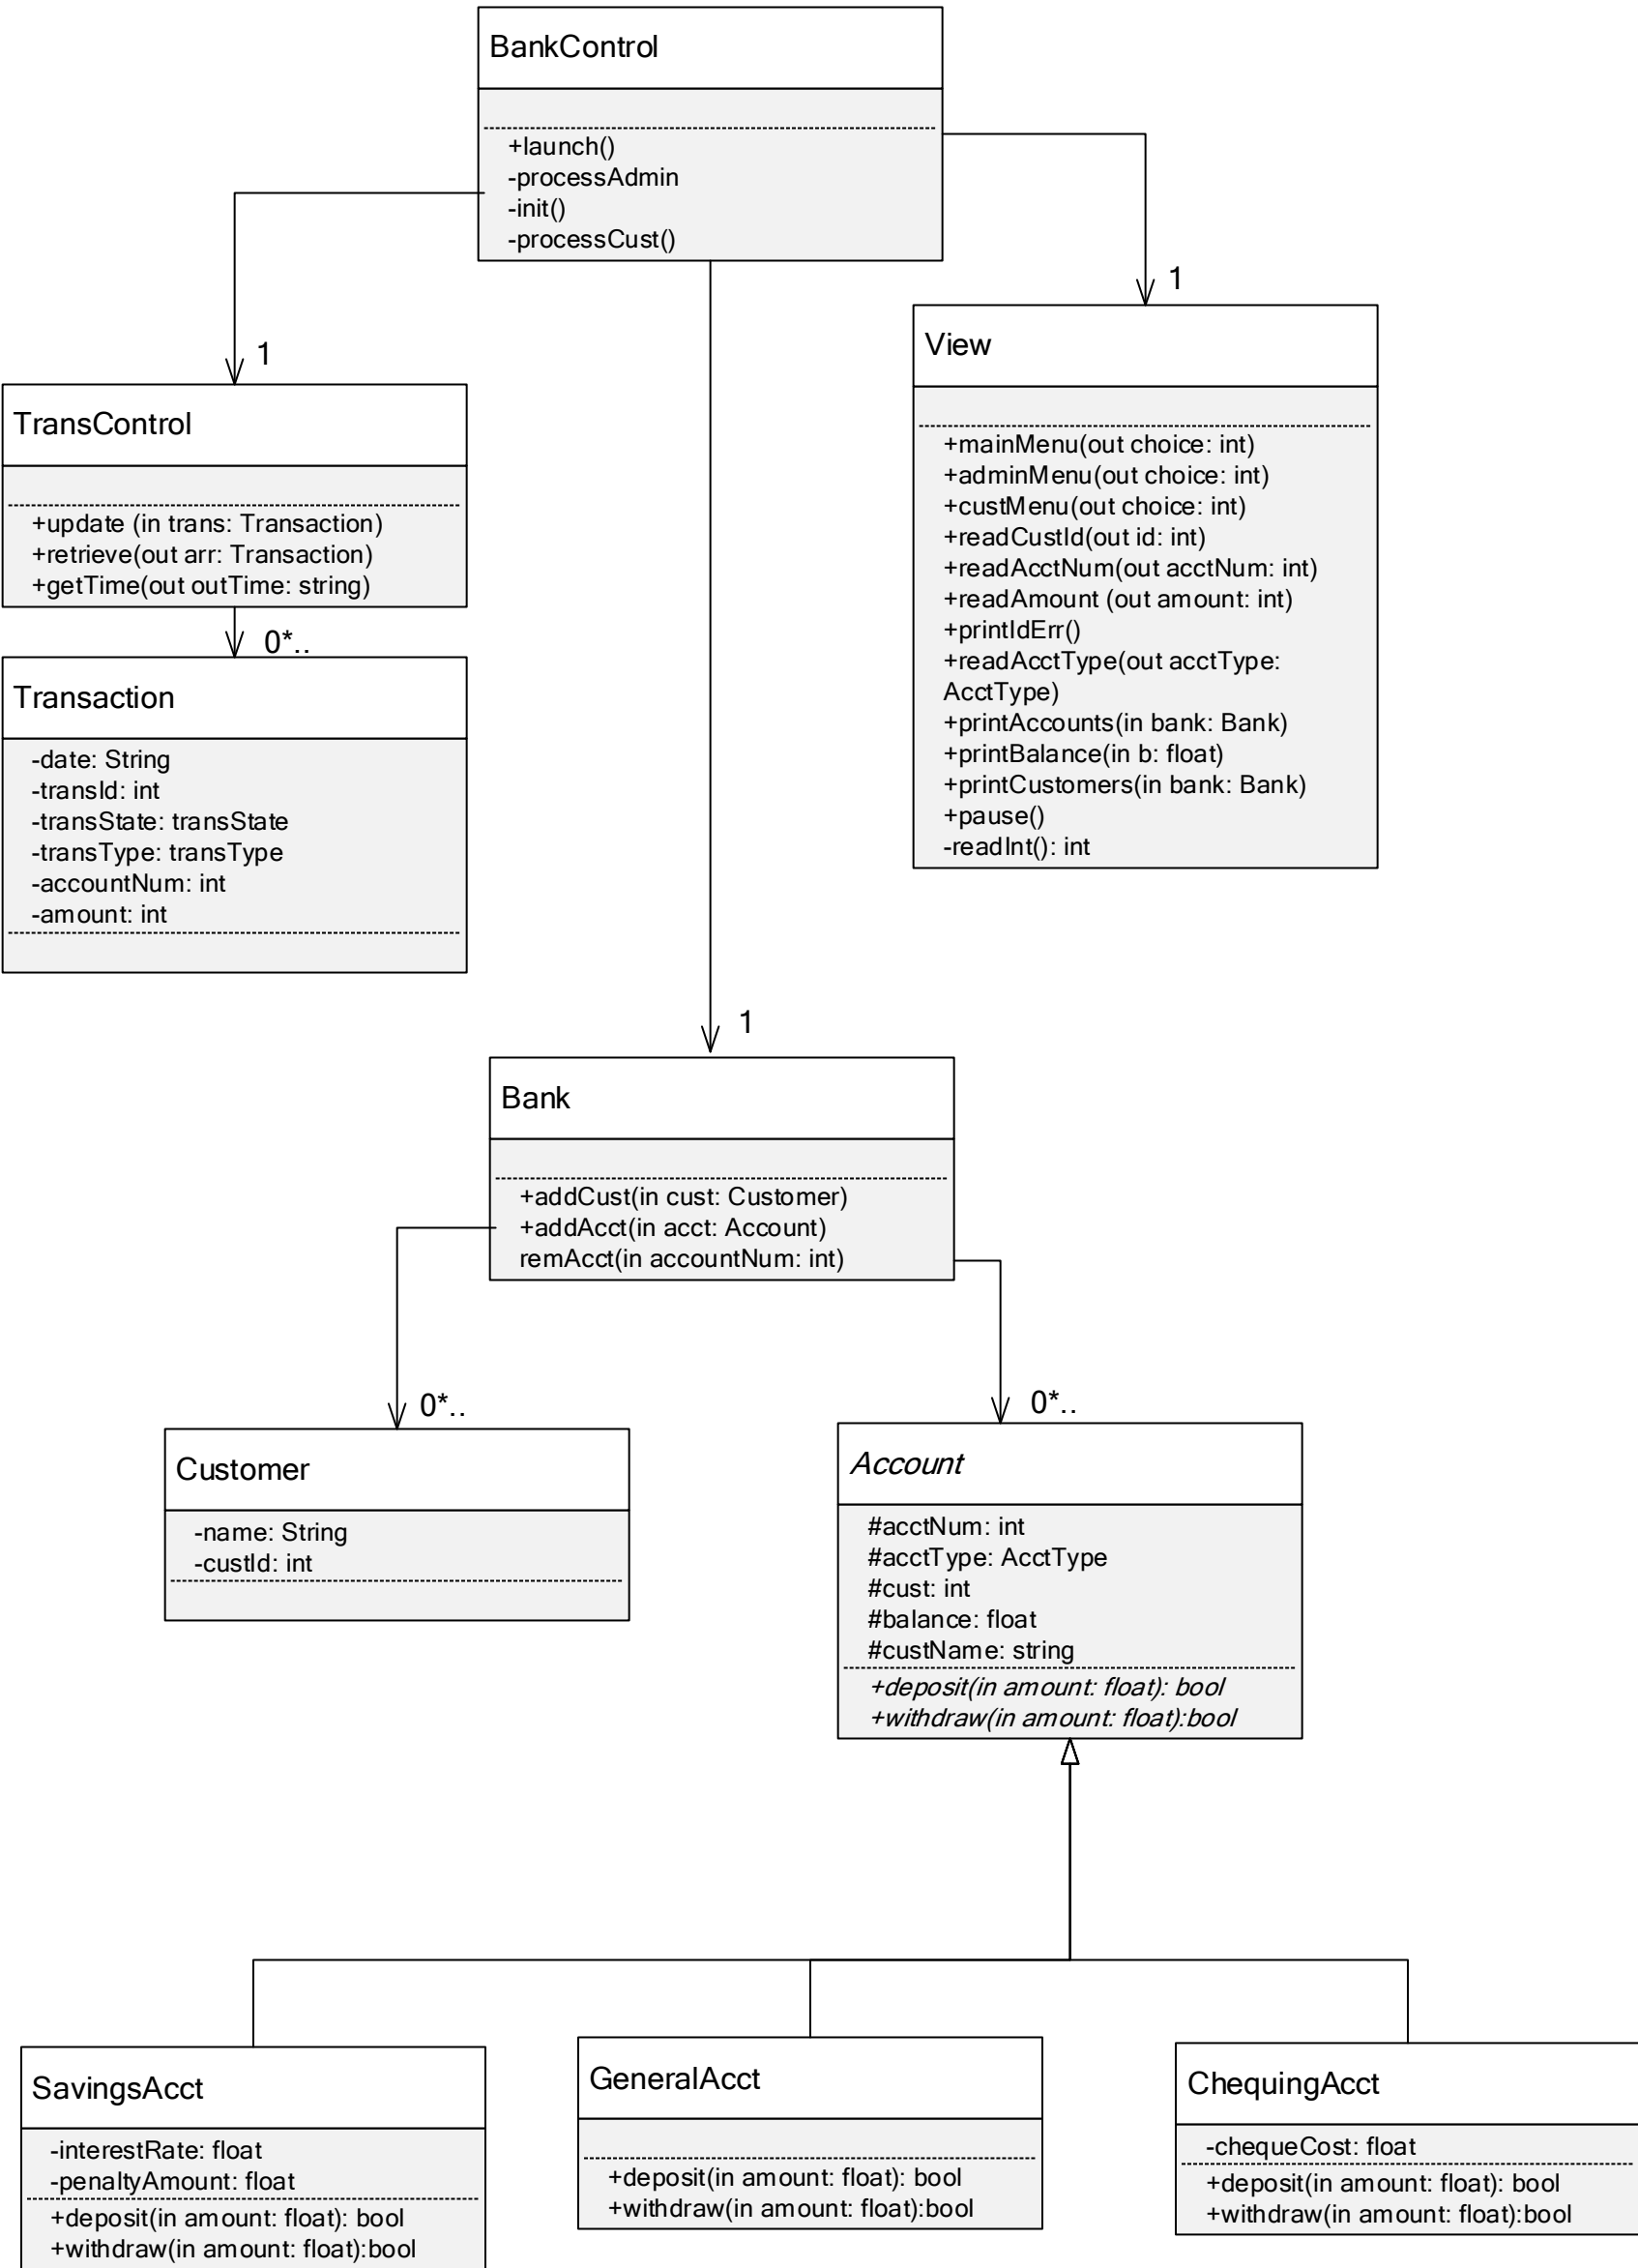 BankControl
+launch()
-processAdmin
-init()
-processCust()
1
1
View
+mainMenu(out choice: int)
+adminMenu(out choice: int)
+custMenu(out choice: int)
+readCustId(out id: int)
+readAcctNum(out acctNum: int)
+readAmount (out amount: int)
+printIdErr()
+readAcctType(out acctType:
AcctType)
+printAccounts(in bank: Bank)
+printBalance(in b: float)
+printCustomers(in bank: Bank)
+pause()
-readInt(): int
TransControl
+update (in trans: Transaction)
+retrieve(out arr: Transaction)
+getTime(out outTime: string)
0*..
Transaction
-date: String
-transId: int
-transState: transState
-transType: transType
-accountNum: int
-amount: int
1
Bank
+addCust(in cust: Customer)
+addAcct(in acct: Account)
remAcct(in accountNum: int)
0*..
0*..
Customer
-name: String
-custId: int
Account
#acctNum: int
#acctType: AcctType
#cust: int
#balance: float
#custName: string
+deposit(in amount: float): bool
+withdraw(in amount: float):bool
SavingsAcct
-interestRate: float
-penaltyAmount: float
+deposit(in amount: float): bool
+withdraw(in amount: float):bool
GeneralAcct
+deposit(in amount: float): bool
+withdraw(in amount: float):bool
ChequingAcct
-chequeCost: float
+deposit(in amount: float): bool
+withdraw(in amount: float):bool